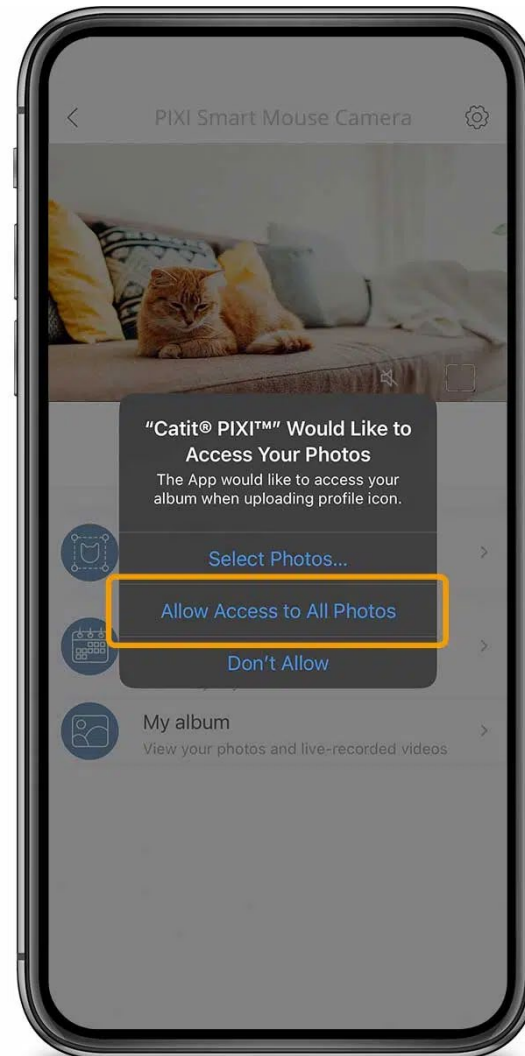 PIXI Smart Mouse Camera
“Catit® PIXI™” Would Like to
Access Your Photos
The App would like to access your
album when uploading profile icon.
Select Photos...
Allow Access to All Photos
Don’t Allow
My album
View your photos and live-recorded videos